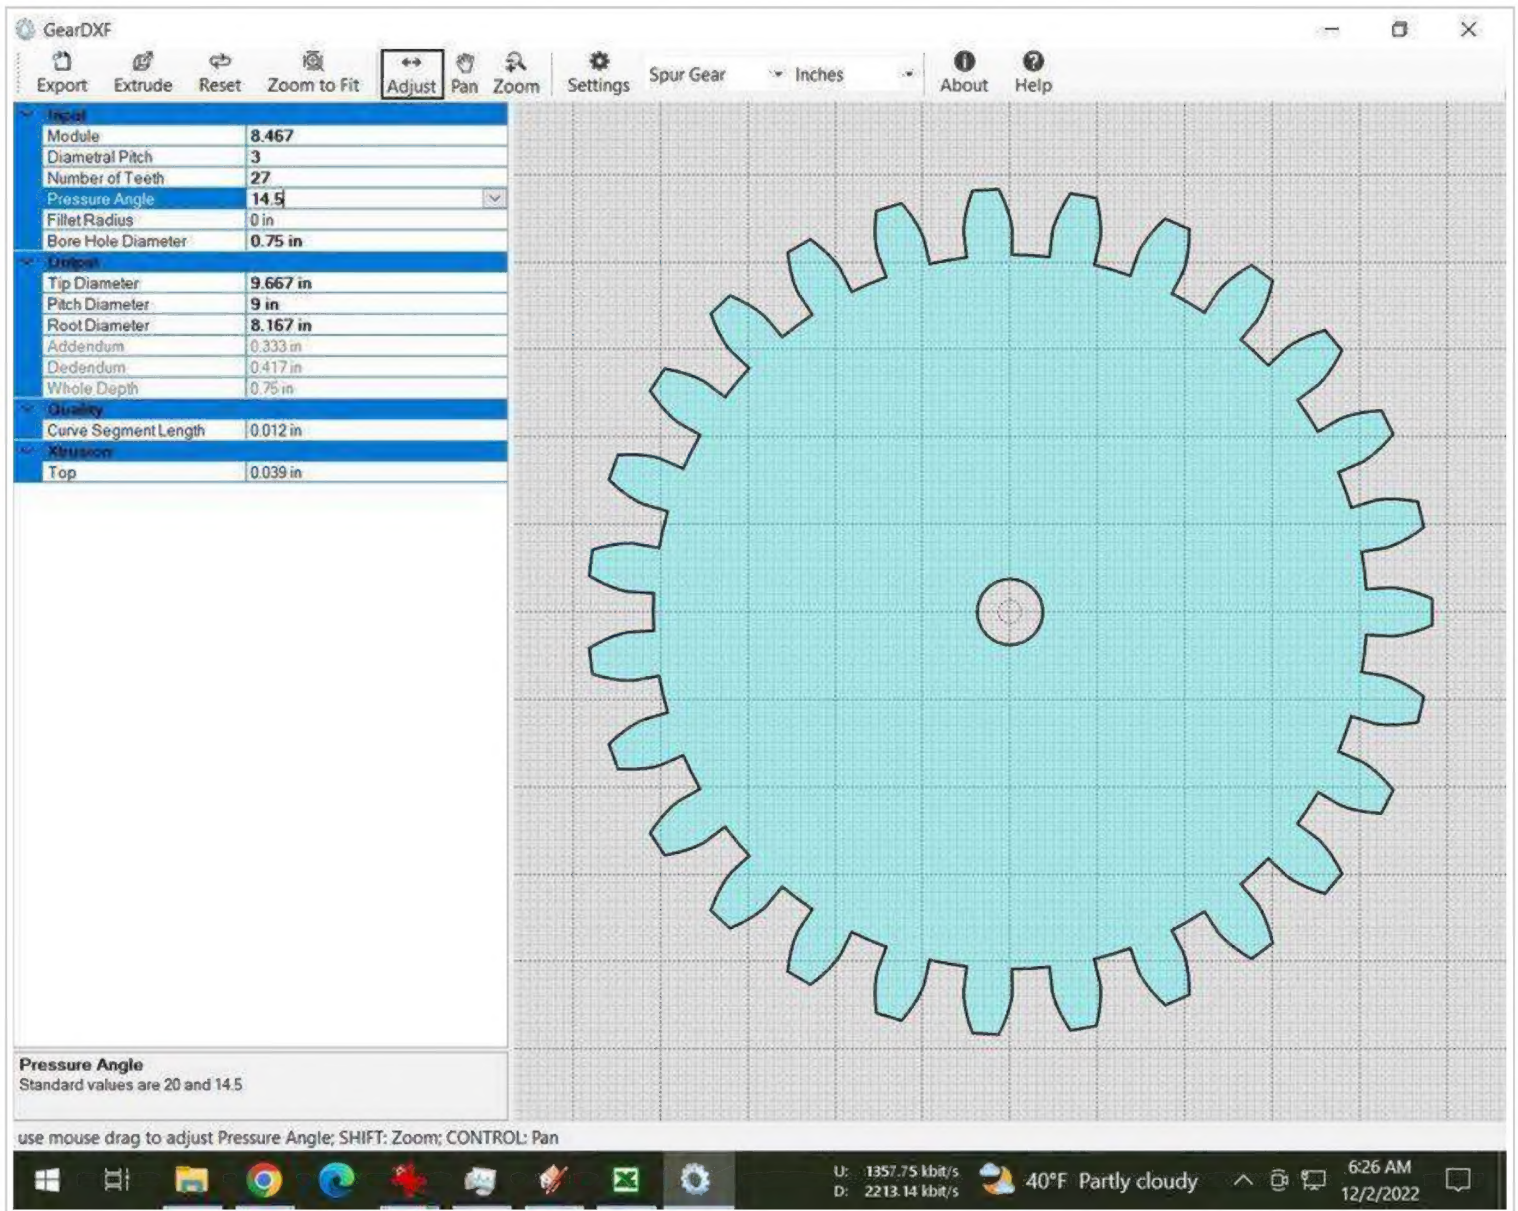 GearDXF
Export Extrude Reset Zoom to Fit Adjust Pan Zoom Settings Spur Gear Inches About Help
Input
Module 8.467
Diametral Pitch 3
Number of Teeth 27
Pressure Angle 14.5
Fillet Radius 0 in
Bore Hole Diameter 0.75 in
Output
Tip Diameter 9.667 in
Pitch Diameter 9 in
Root Diameter 8.167 in
Addendum 0.333 in
Dedendum 0.417 in
Whole Depth 0.75 in
Quality
Curve Segment Length 0.012 in
Xtrusion
Top 0.039 in
Pressure Angle
Standard values are 20 and 14.5
use mouse drag to adjust Pressure Angle; SHIFT: Zoom; CONTROL: Pan
U: 1357.75 kbit/s
D: 2213.14 kbit/s
40°F Partly cloudy
6:26 AM
12/2/2022